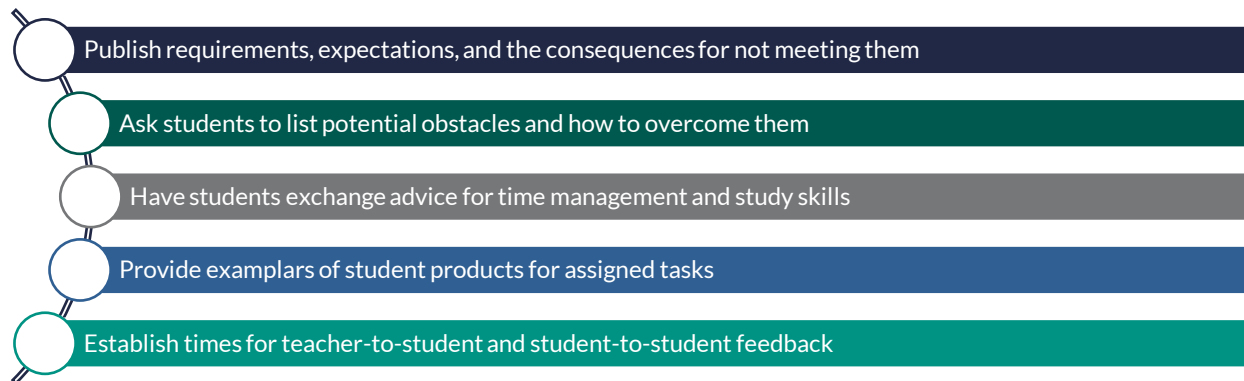 Publish requirements, expectations, and the consequences for not meeting them
Ask students to list potential obstacles and how to overcome them
Have students exchange advice for time management and study skills
Provide examplars of student products for assigned tasks
Establish times for teacher-to-student and student-to-student feedback